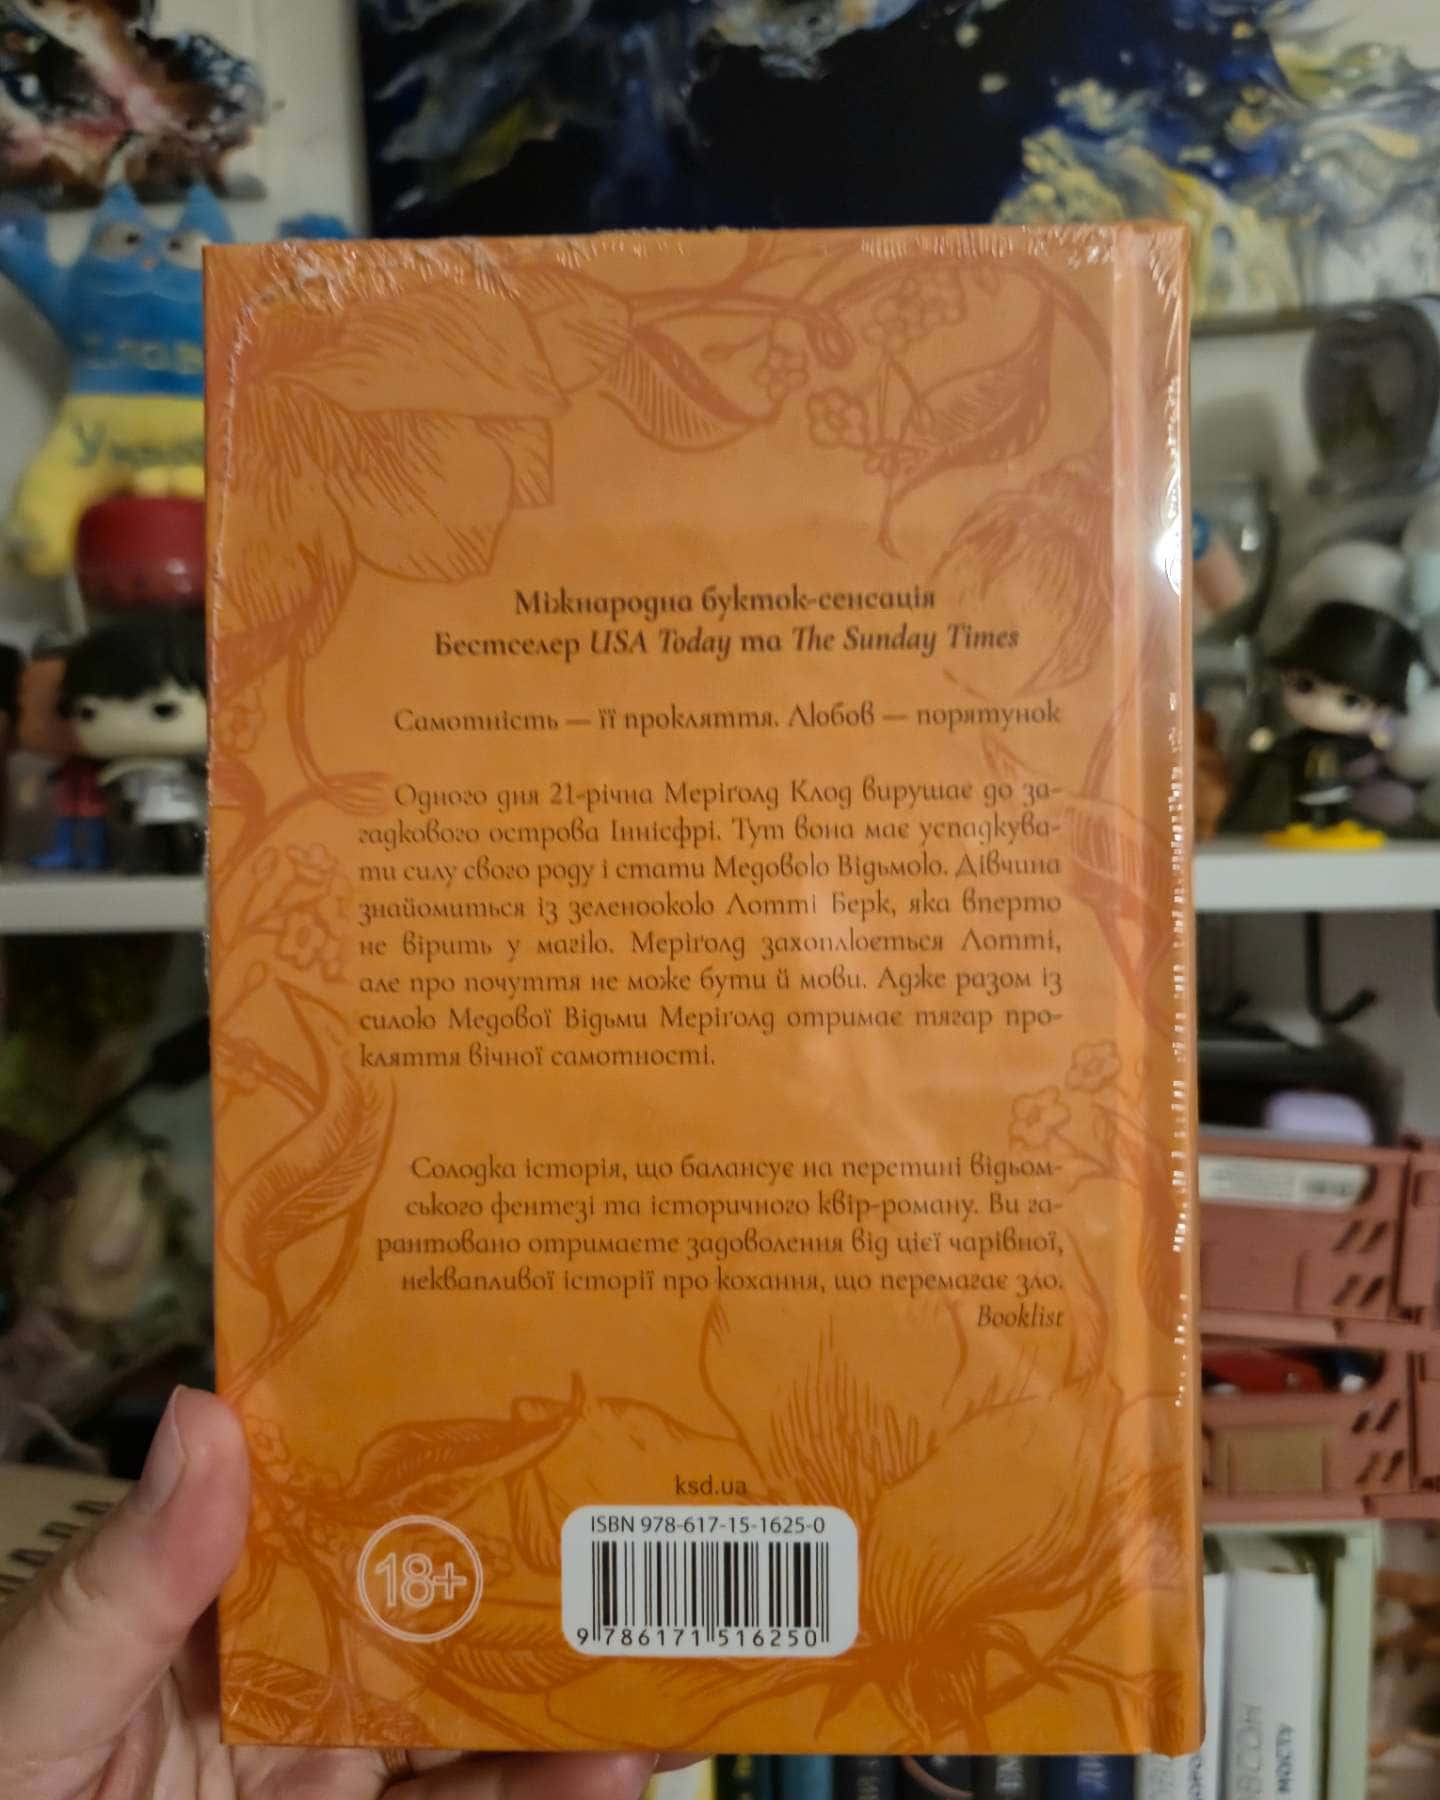 Міжнародна букток-сенсація
Бестселер USA Today та The Sunday Times
Самотність — її прокляття. Любов — порятунок
Одного дня 21-річна Меріґолд Клод вирушає до за-
гадкового острова Іннісфрі. Тут вона має успадкува-
ти силу свого роду і стати Медовою Відьмою. Дівчина
знайомиться із зеленоокою Лотті Берк, яка вперто
не вірить у магію. Меріґолд захоплюється Лотті,
але про почуття не може бути й мови. Адже разом із
силою Медової Відьми Меріґолд отримає тягар про-
кляття вічної самотності.
Солодка історія, що балансує на перетині відьом-
ського фентезі та історичного квір-роману. Ви га-
рантовано отримаєте задоволення від цієї чарівної,
неквапливої історії про кохання, що перемагає зло.
Booklist
ksd.ua
ISBN 978-617-15-1625-0
18+
9 786171 516250